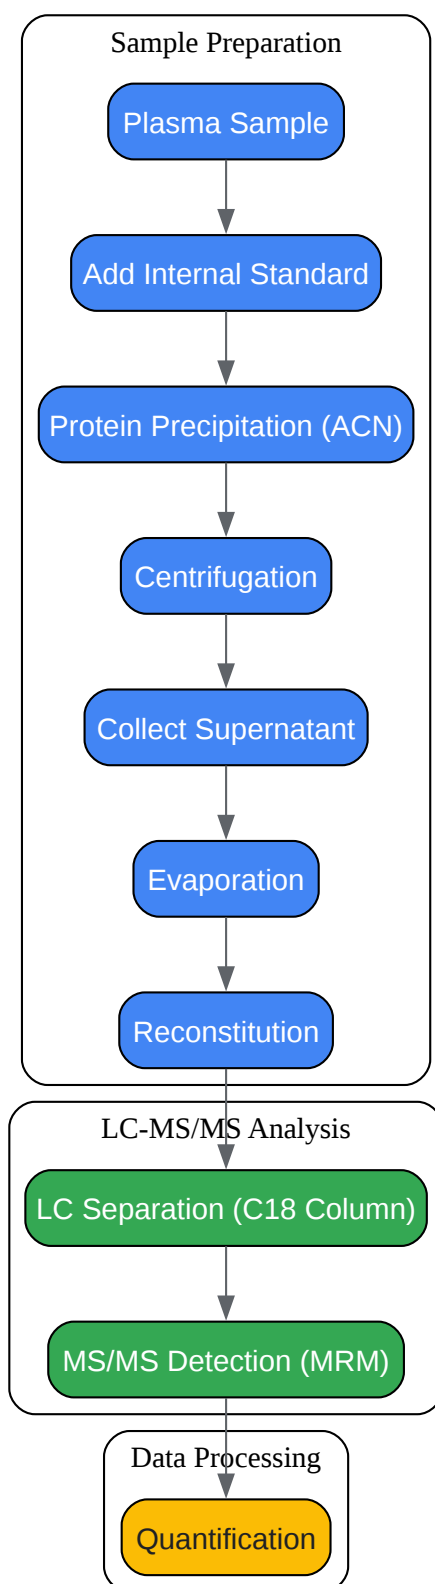 Sample Preparation
Plasma Sample
Add Internal Standard
Protein Precipitation (ACN)
Centrifugation
Collect Supernatant
Evaporation
Reconstitution
LC-MS/MS Analysis
LC Separation (C18 Column)
MS/MS Detection (MRM)
Data Processing
Quantification